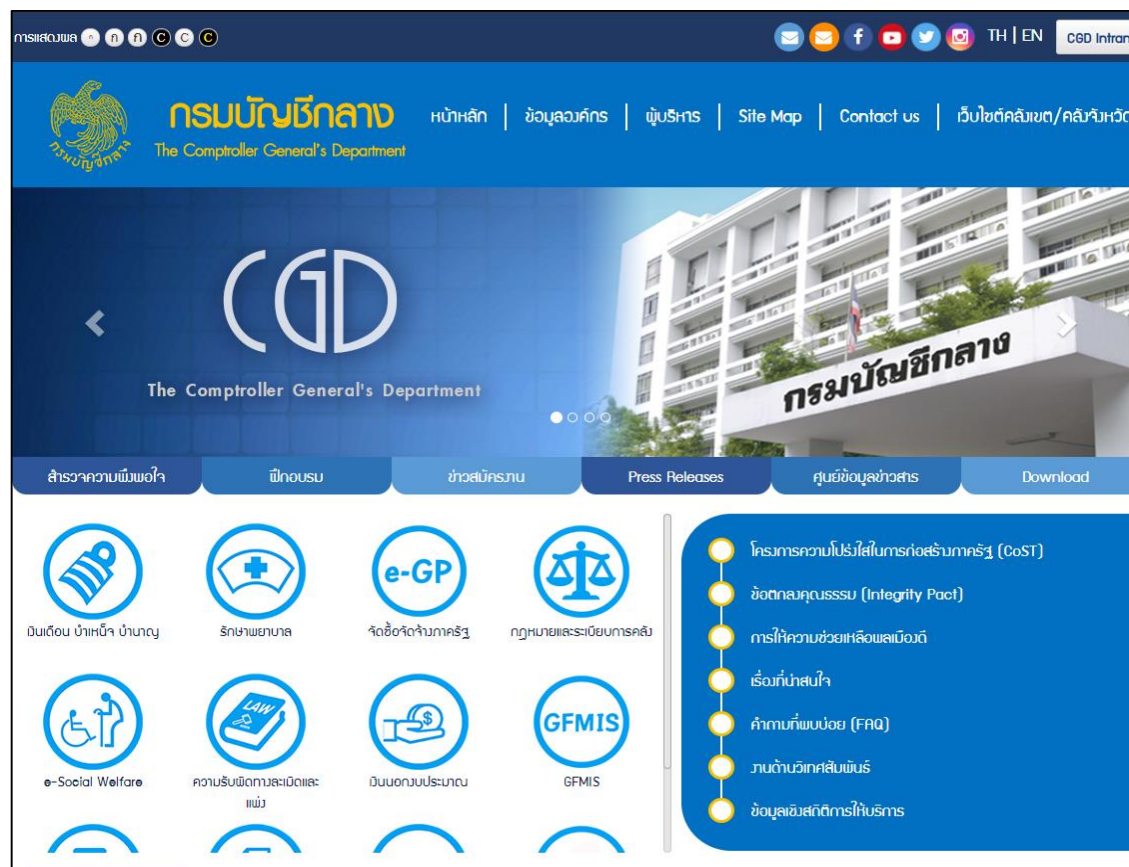 การแสดงผล ก ก ก C C C
TH | EN
CGD Intran
กรมบัญชีกลาง
กรมบัญชีกลาง
The Comptroller General's Department
หน้าหลัก | ข้อมูลองค์กร | ผู้บริหาร | Site Map | Contact us | เว็บไซต์คลังเขต/คลังจังหวัด
CGD
The Comptroller General's Department
กรมบัญชีกลาง
สำรวจความพึงพอใจ
ฝึกอบรม
ข่าวสมัครงาน
Press Releases
ศูนย์ข้อมูลข่าวสาร
Download
e-GP
เงินเดือน บำเหน็จ บำนาญ
รักษาพยาบาล
จัดซื้อจัดจ้างภาครัฐ
กฎหมายและระเบียบการคลัง
LAW
GFMIS
e-Social Welfare
ความรับผิดทางละเมิดและ
แพ่ง
เงินนอกงบประมาณ
GFMIS
โครงการความโปร่งใสในการก่อสร้างภาครัฐ (CoST)
ข้อตกลงคุณธรรม (Integrity Pact)
การให้ความช่วยเหลือพลเมืองดี
เรื่องที่น่าสนใจ
คำถามที่พบบ่อย (FAQ)
งานด้านวิเทศสัมพันธ์
ข้อมูลเชิงสถิติการให้บริการ